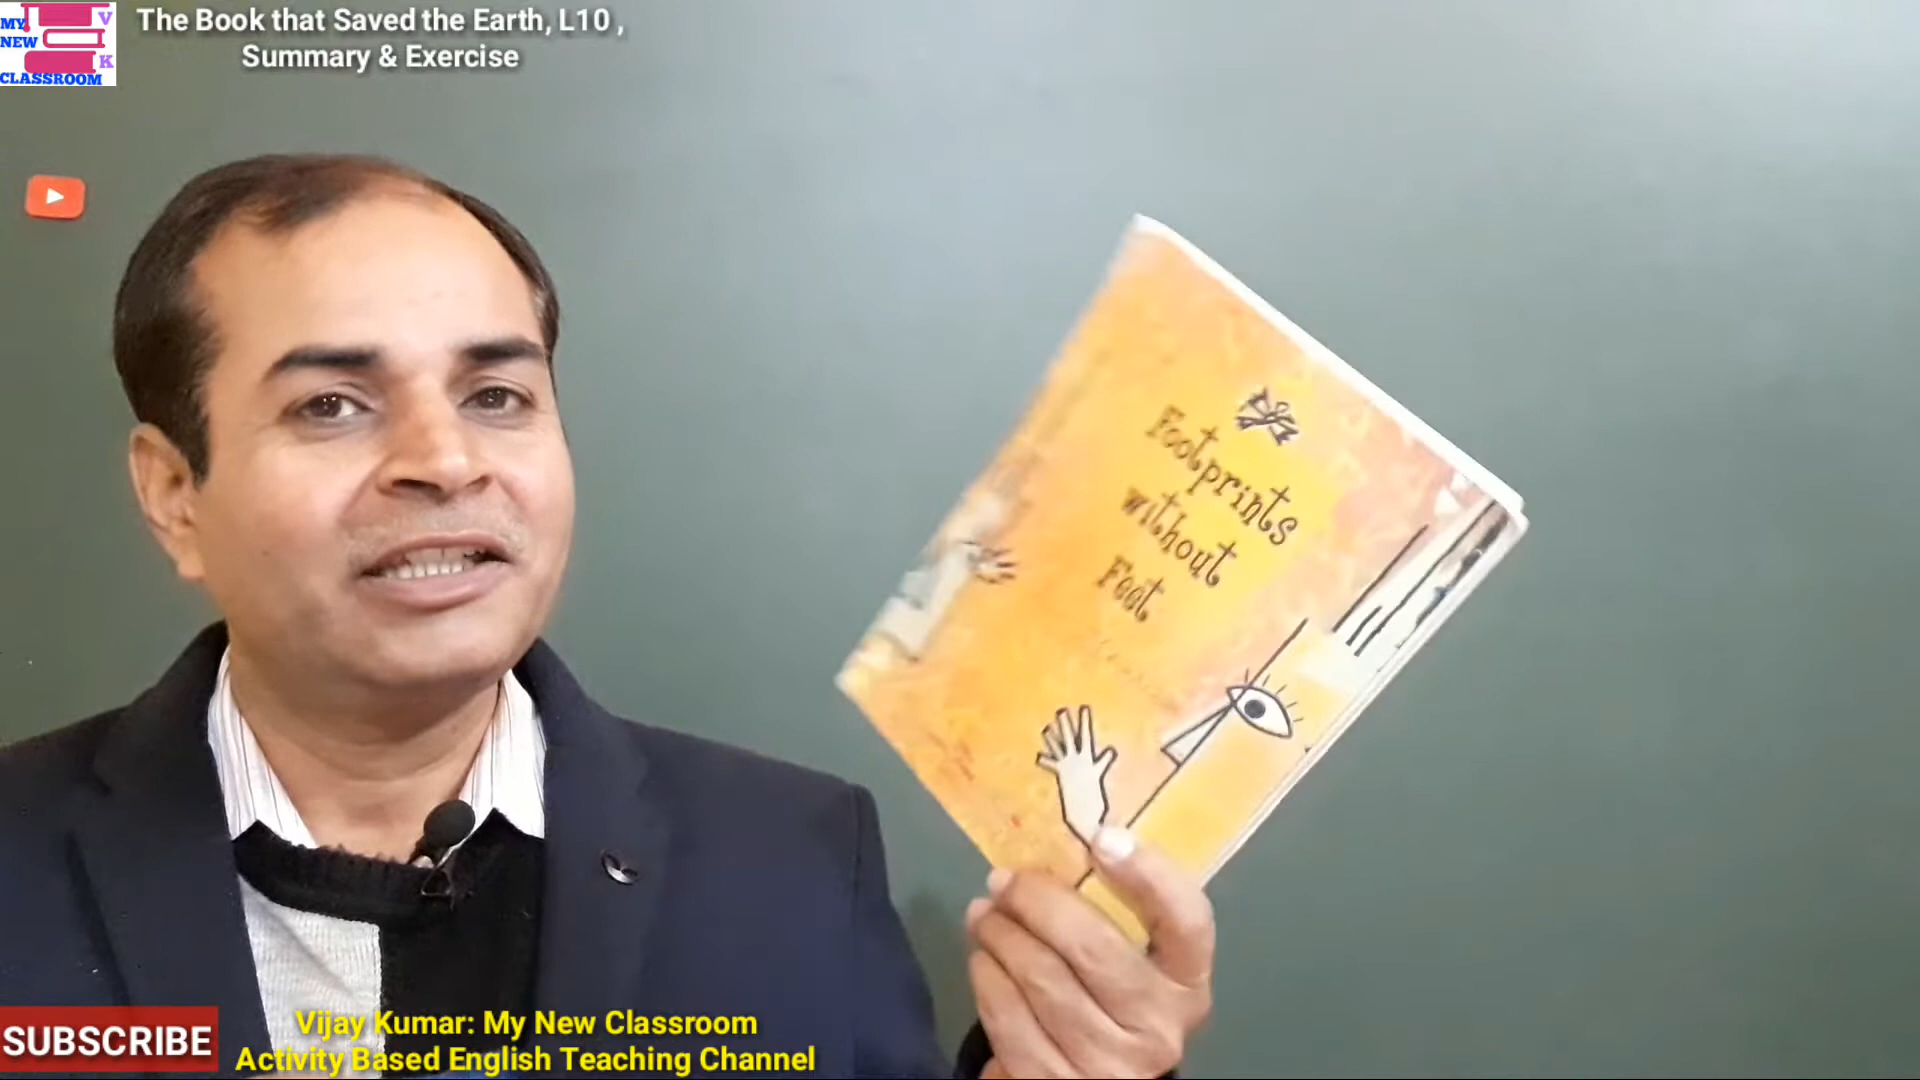 MY
NEW
CLASSROOM
V
K
The Book that Saved the Earth, L10 ,
Summary & Exercise
Footprints
without
Feet
SUBSCRIBE
Vijay Kumar: My New Classroom
Activity Based English Teaching Channel